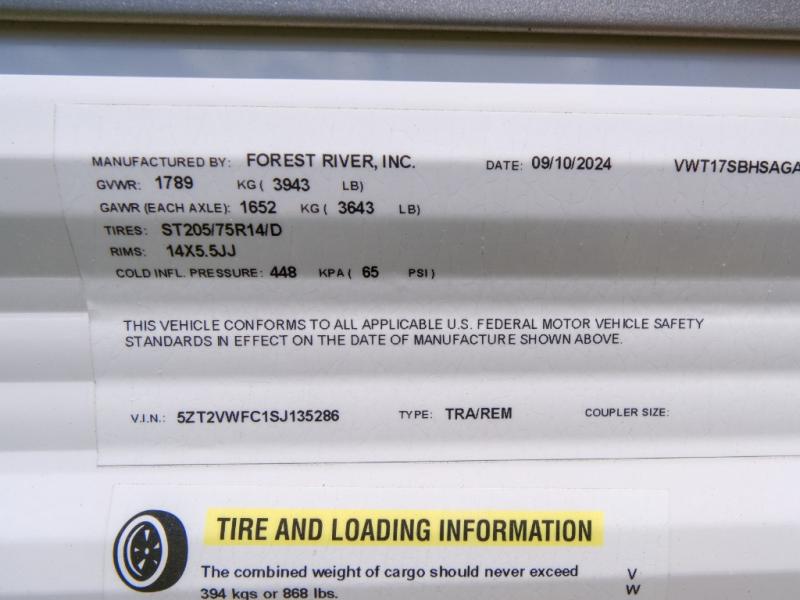 MANUFACTURED BY: FOREST RIVER, INC. DATE: 09/10/2024 VWT17SBHSAGA
GVWR: 1789 KG ( 3943 LB)
GAWR (EACH AXLE): 1652 KG ( 3643 LB)
TIRES: ST205/75R14/D
RIMS: 14X5.5JJ
COLD INFL. PRESSURE: 448 KPA ( 65 PSI )
THIS VEHICLE CONFORMS TO ALL APPLICABLE U.S. FEDERAL MOTOR VEHICLE SAFETY
STANDARDS IN EFFECT ON THE DATE OF MANUFACTURE SHOWN ABOVE.
V.I.N.: 5ZT2VWFC1SJ135286 TYPE: TRA/REM COUPLER SIZE:
TIRE AND LOADING INFORMATION
The combined weight of cargo should never exceed V
394 kgs or 868 lbs. W